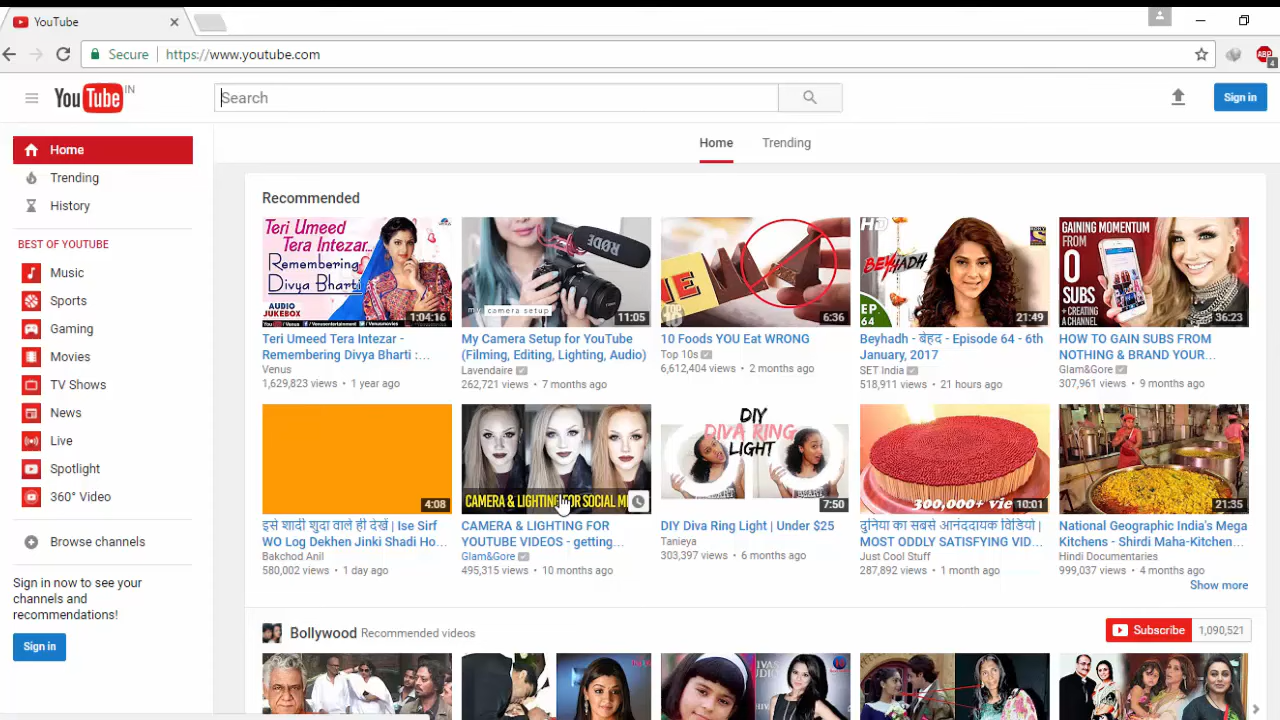 YouTube
Secure https://www.youtube.com
ABP
4
YouTube IN
Search
Sign in
Home
Trending
Home
Trending
History
BEST OF YOUTUBE
Music
Sports
Gaming
Movies
TV Shows
News
Live
Spotlight
360° Video
Browse channels
Sign in now to see your
channels and
recommendations!
Sign in
Recommended
Teri Umeed
Tera Intezar...
Remembering
Divya Bharti
AUDIO
JUKEBOX
1:04:16
Teri Umeed Tera Intezar -
Remembering Divya Bharti :...
Venus
1,629,823 views • 1 year ago
RØDE
my camera setup
11:05
My Camera Setup for YouTube
(Filming, Editing, Lighting, Audio)
Lavendaire
262,721 views • 7 months ago
6:36
10 Foods YOU Eat WRONG
Top 10s
6,612,404 views • 2 months ago
HD
BEYHADH
EP.
64
21:49
Beyhadh - बेहद - Episode 64 - 6th
January, 2017
SET India
518,911 views • 21 hours ago
GAINING MOMENTUM
FROM
0
SUBS
+ CREATING
A CHANNEL
36:23
HOW TO GAIN SUBS FROM
NOTHING & BRAND YOUR...
Glam&Gore
307,961 views • 9 months ago
4:08
इसे शादी शुदा वाले ही देखें | Ise Sirf
WO Log Dekhen Jinki Shadi Ho...
Bakchod Anil
580,002 views • 1 day ago
CAMERA & LIGHTING FOR SOCIAL
CAMERA & LIGHTING FOR
YOUTUBE VIDEOS - getting...
Glam&Gore
495,315 views • 10 months ago
DIY
DIVA RING
LIGHT
7:50
DIY Diva Ring Light | Under $25
Tanieya
303,397 views • 6 months ago
300,000+
10:01
दुनिया का सबसे आनंददायक विडियो |
MOST ODDLY SATISFYING VID...
Just Cool Stuff
287,892 views • 1 month ago
21:35
National Geographic India's Mega
Kitchens - Shirdi Maha-Kitchen...
Hindi Documentaries
999,037 views • 4 months ago
Show more
Bollywood Recommended videos
Subscribe 1,090,521